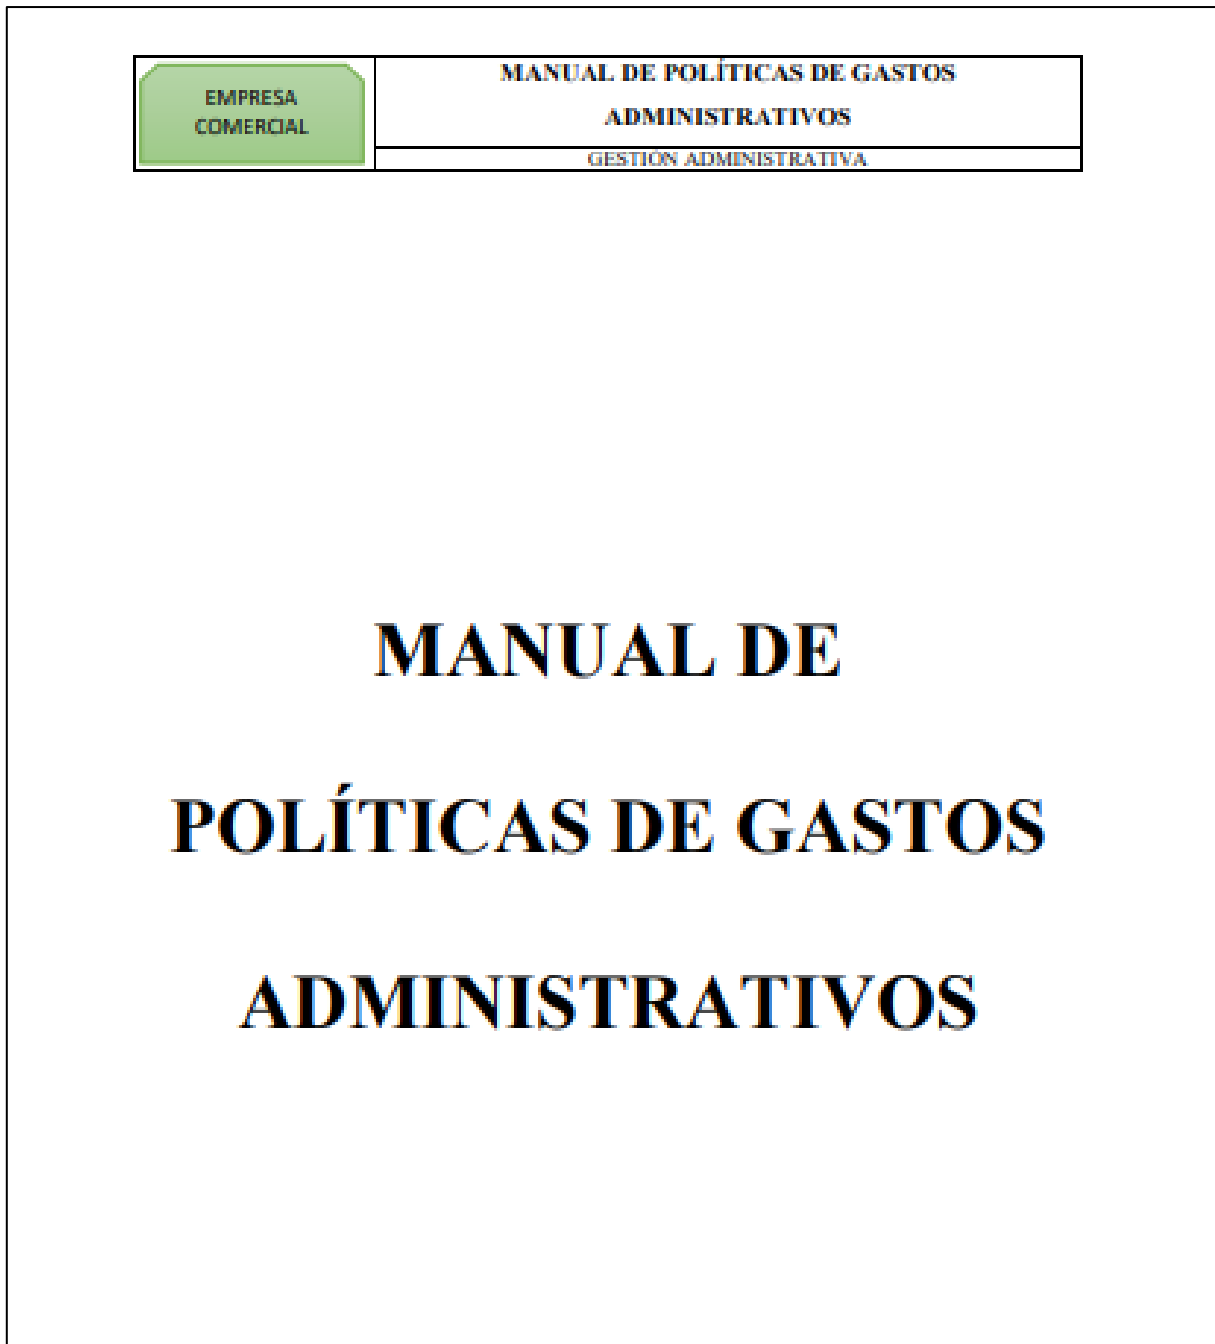 EMPRESA
COMERCIAL
MANUAL DE POLÍTICAS DE GASTOS
ADMINISTRATIVOS
GESTIÓN ADMINISTRATIVA
MANUAL DE
POLÍTICAS DE GASTOS
ADMINISTRATIVOS